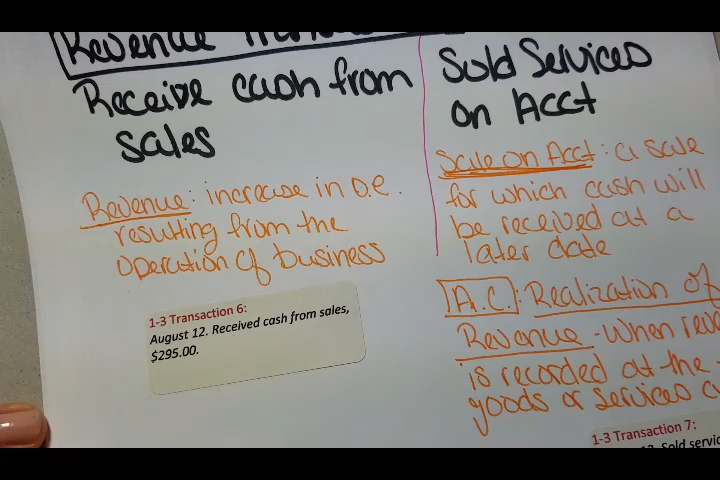 Revenue
Receive cash from
sales
Revenue: increase in O.E.
resulting from the
operation of business
1-3 Transaction 6:
August 12. Received cash from sales,
$295.00.
Sold Services
on Acct
Sale on Acct: a sale
for which cash will
be received at a
later date
A.C.: Realization of
Revenue - when
is recorded at the
goods or services
1-3 Transaction 7:
Sold